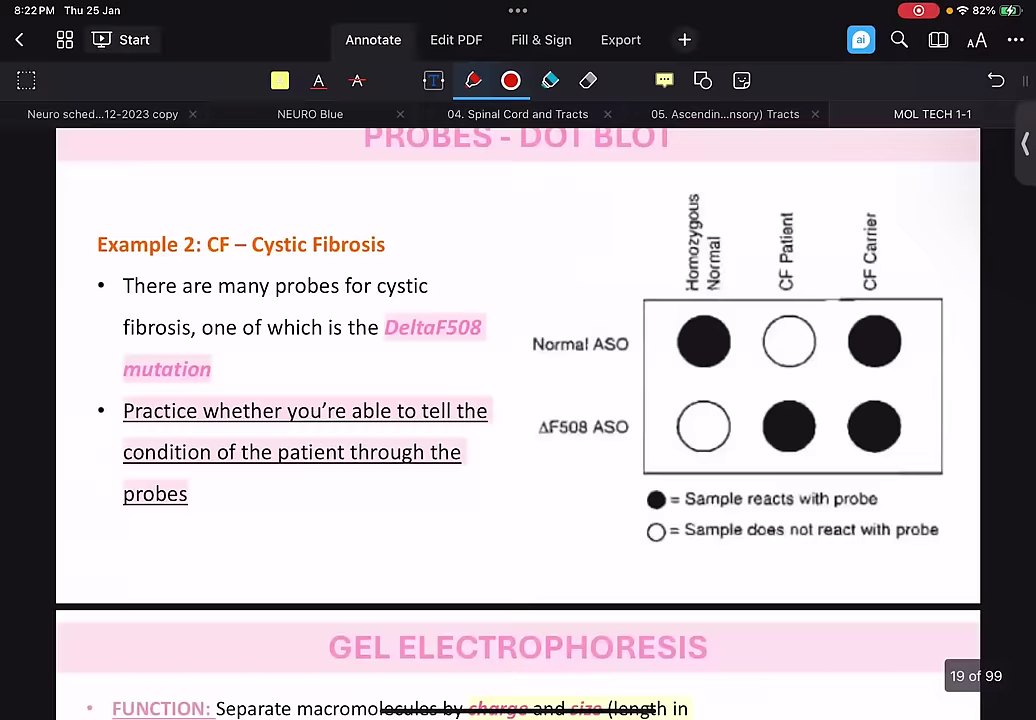 8:22 PM Thu 25 Jan
82%
Start
Annotate
Edit PDF
Fill & Sign
Export
ai
AA
T
A
A
Neuro sched...12-2023 copy
NEURO Blue
04. Spinal Cord and Tracts
05. Ascendin...nsory) Tracts
MOL TECH 1-1
PROBES - DOT BLOT
Example 2: CF – Cystic Fibrosis
• There are many probes for cystic
fibrosis, one of which is the DeltaF508
mutation
• Practice whether you're able to tell the
condition of the patient through the
probes
Homozygous
Normal
CF Patient
CF Carrier
Normal ASO
ΔF508 ASO
= Sample reacts with probe
= Sample does not react with probe
19 of 99
GEL ELECTROPHORESIS
• FUNCTION: Separate macromolecules by charge and size (length in